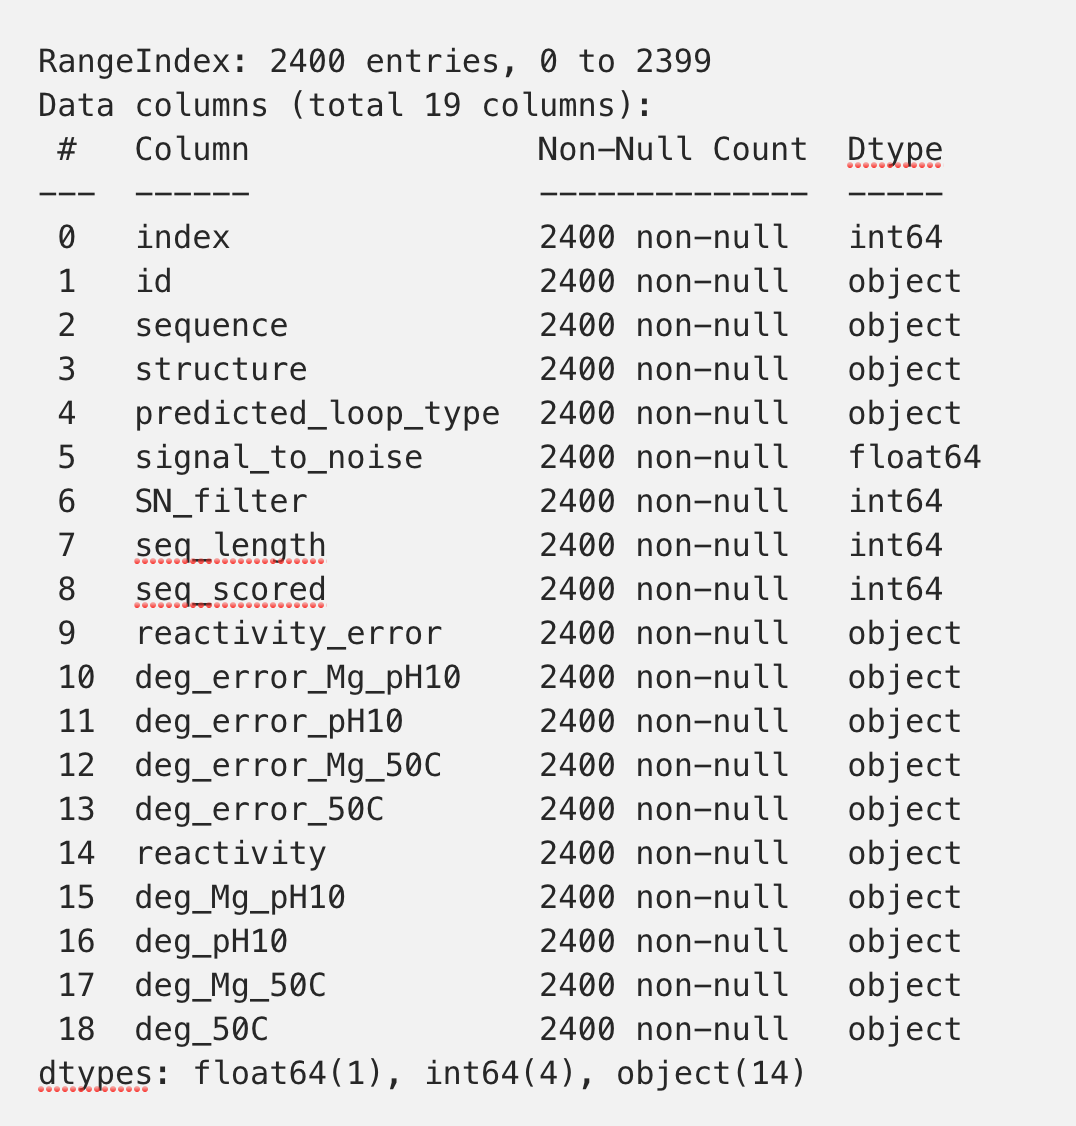 RangeIndex: 2400 entries, 0 to 2399
Data columns (total 19 columns):
 #   Column               Non-Null Count  Dtype
---  ------               --------------  -----
 0   index                2400 non-null   int64
 1   id                   2400 non-null   object
 2   sequence             2400 non-null   object
 3   structure            2400 non-null   object
 4   predicted_loop_type  2400 non-null   object
 5   signal_to_noise      2400 non-null   float64
 6   SN_filter            2400 non-null   int64
 7   seq_length           2400 non-null   int64
 8   seq_scored           2400 non-null   int64
 9   reactivity_error     2400 non-null   object
 10  deg_error_Mg_pH10    2400 non-null   object
 11  deg_error_pH10       2400 non-null   object
 12  deg_error_Mg_50C     2400 non-null   object
 13  deg_error_50C        2400 non-null   object
 14  reactivity           2400 non-null   object
 15  deg_Mg_pH10          2400 non-null   object
 16  deg_pH10             2400 non-null   object
 17  deg_Mg_50C           2400 non-null   object
 18  deg_50C              2400 non-null   object
dtypes: float64(1), int64(4), object(14)